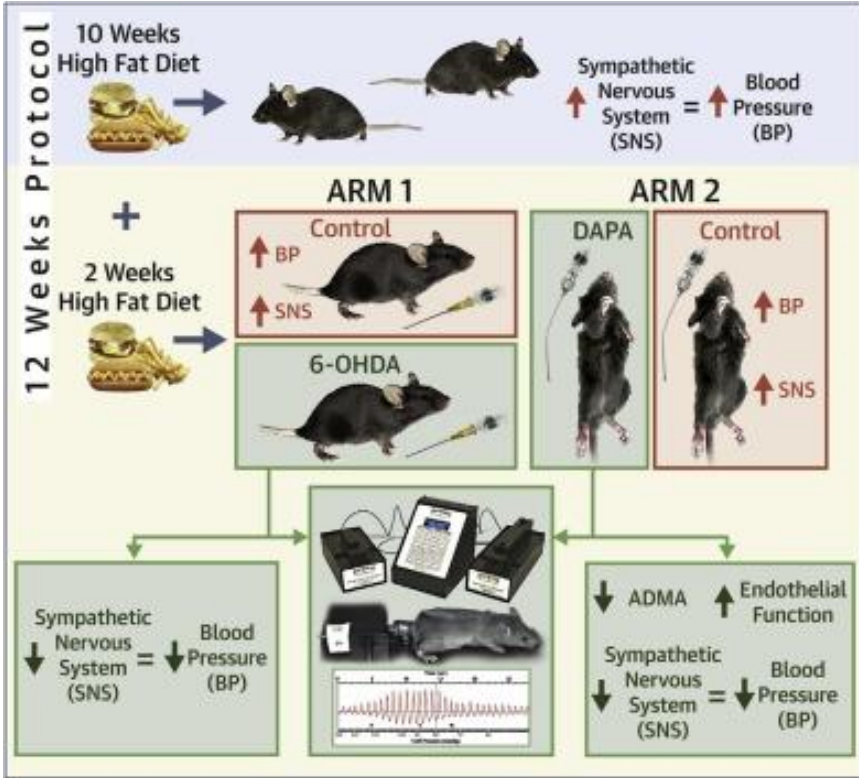 12 Weeks Protocol
10 Weeks
High Fat Diet
Sympathetic
Nervous
System
(SNS)
=
Blood
Pressure
(BP)
+
2 Weeks
High Fat Diet
ARM 1
Control
BP
SNS
6-OHDA
ARM 2
DAPA
Control
BP
SNS
Sympathetic
Nervous
System
(SNS)
=
Blood
Pressure
(BP)
ADMA
Endothelial
Function
Sympathetic
Nervous
System
(SNS)
=
Blood
Pressure
(BP)